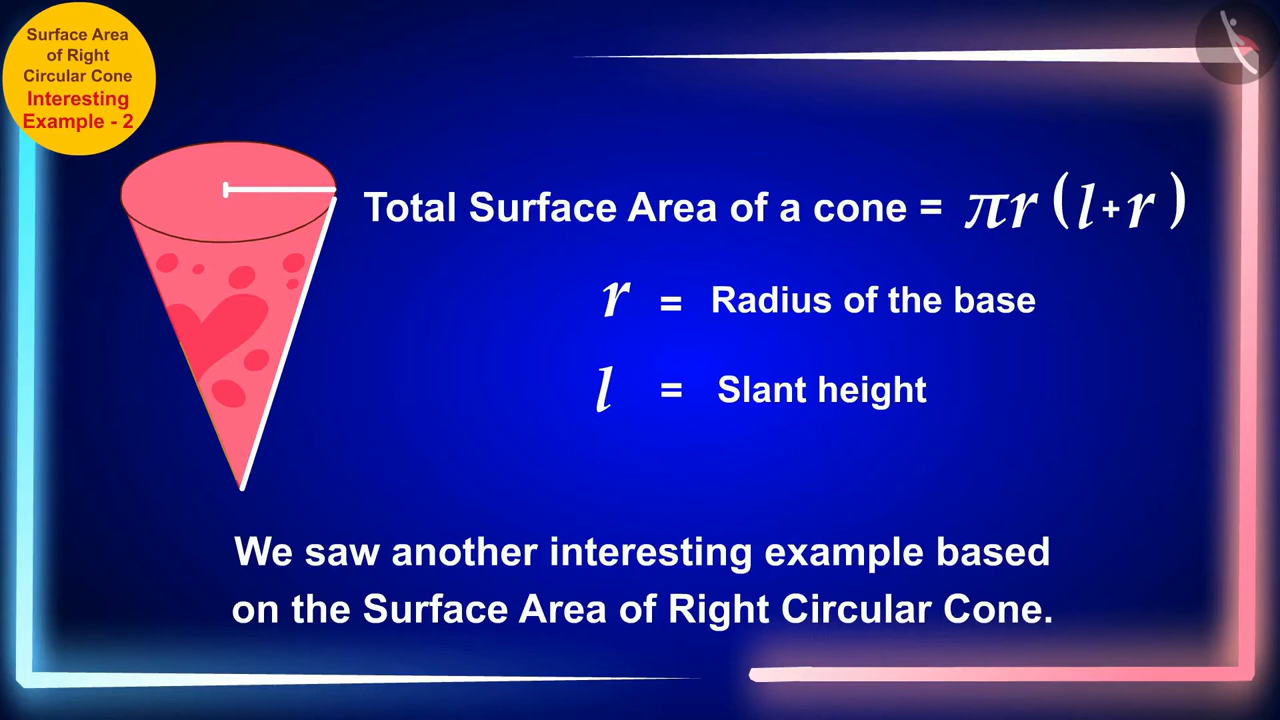 Surface Area
of Right
Circular Cone
Interesting
Example - 2
Total Surface Area of a cone = πr (l+r)
r = Radius of the base
l = Slant height
We saw another interesting example based
on the Surface Area of Right Circular Cone.